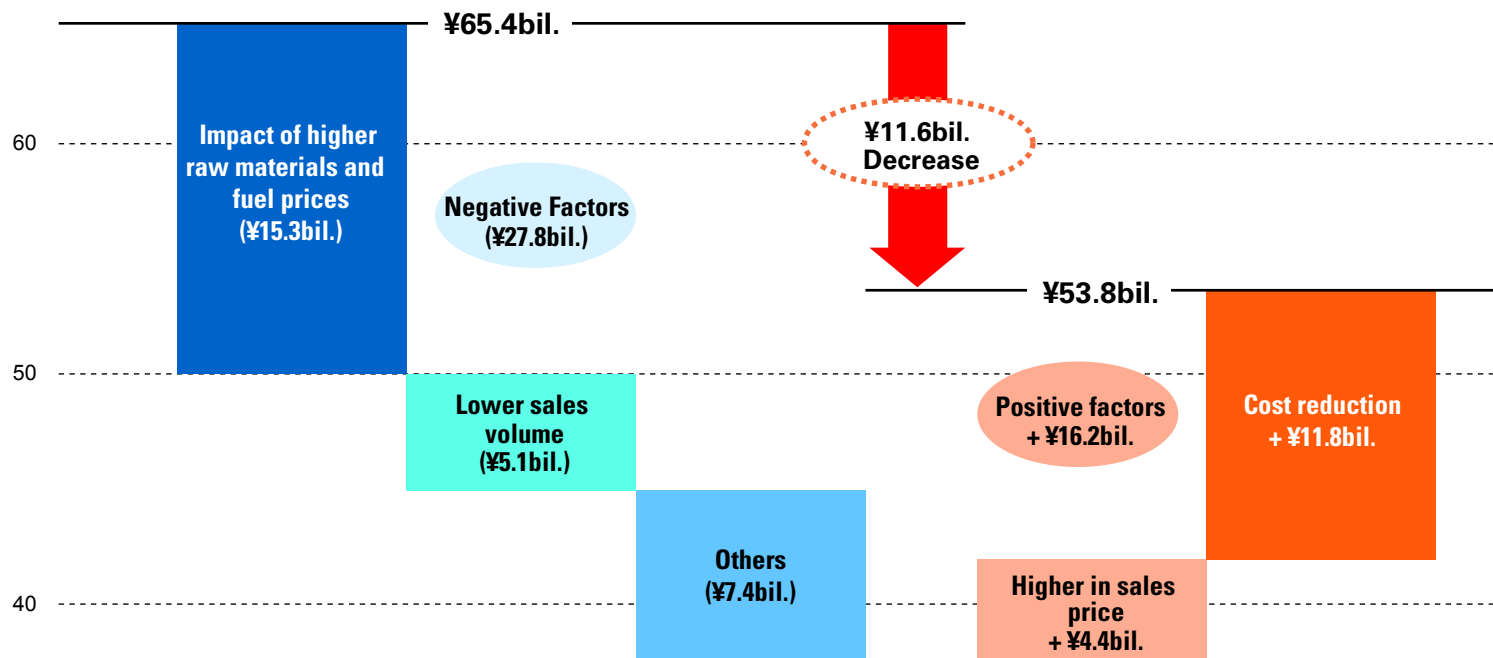 ¥65.4bil.
60
Impact of higher
raw materials and
fuel prices
(¥15.3bil.)
Negative Factors
(¥27.8bil.)
¥11.6bil.
Decrease
¥53.8bil.
50
Lower sales
volume
(¥5.1bil.)
Positive factors
+ ¥16.2bil.
Cost reduction
+ ¥11.8bil.
Others
(¥7.4bil.)
40
Higher in sales
price
+ ¥4.4bil.